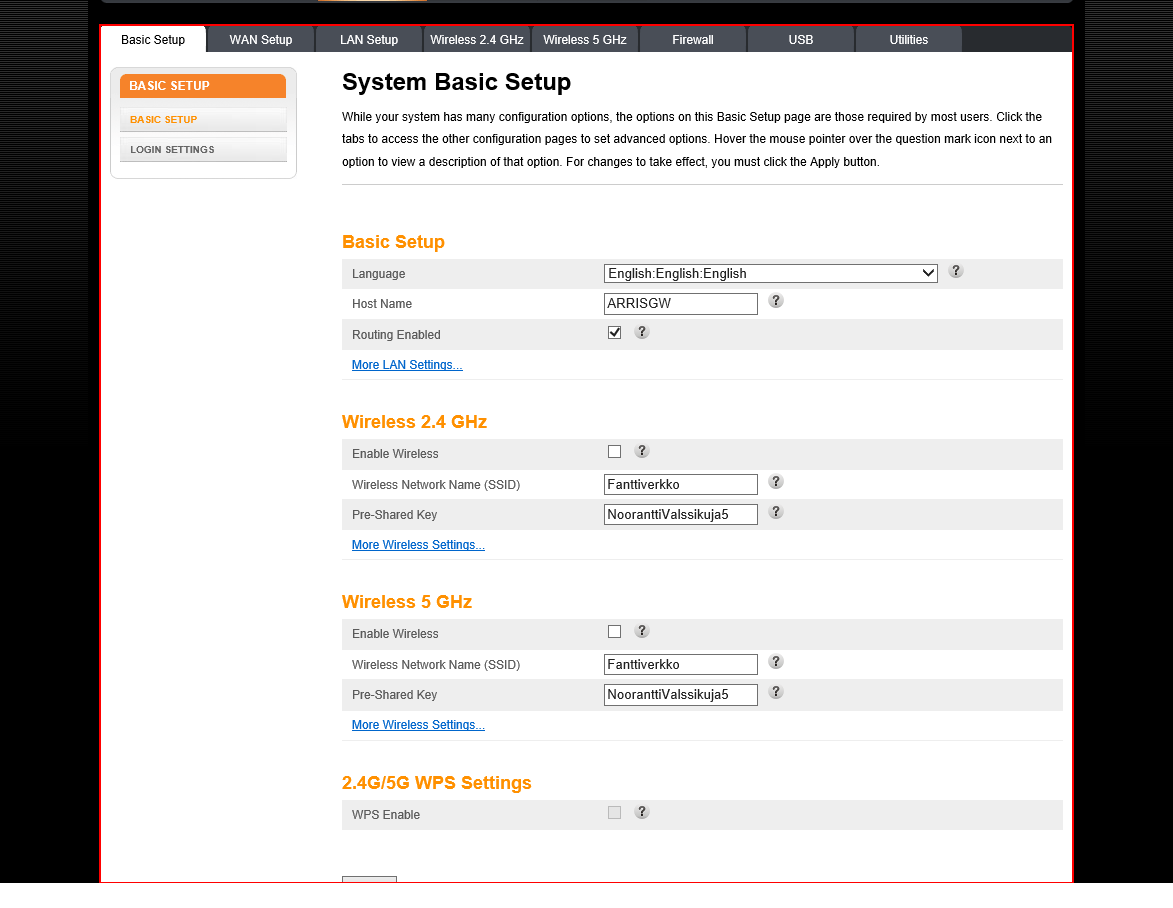 Basic Setup WAN Setup LAN Setup Wireless 2.4 GHz Wireless 5 GHz Firewall USB Utilities
BASIC SETUP
BASIC SETUP
LOGIN SETTINGS
System Basic Setup
While your system has many configuration options, the options on this Basic Setup page are those required by most users. Click the
tabs to access the other configuration pages to set advanced options. Hover the mouse pointer over the question mark icon next to an
option to view a description of that option. For changes to take effect, you must click the Apply button.
Basic Setup
Language English:English:English ?
Host Name ARRISGW ?
Routing Enabled ?
More LAN Settings...
Wireless 2.4 GHz
Enable Wireless ?
Wireless Network Name (SSID) Fanttiverkko ?
Pre-Shared Key NooranttiValssikuja5 ?
More Wireless Settings...
Wireless 5 GHz
Enable Wireless ?
Wireless Network Name (SSID) Fanttiverkko ?
Pre-Shared Key NooranttiValssikuja5 ?
More Wireless Settings...
2.4G/5G WPS Settings
WPS Enable ?